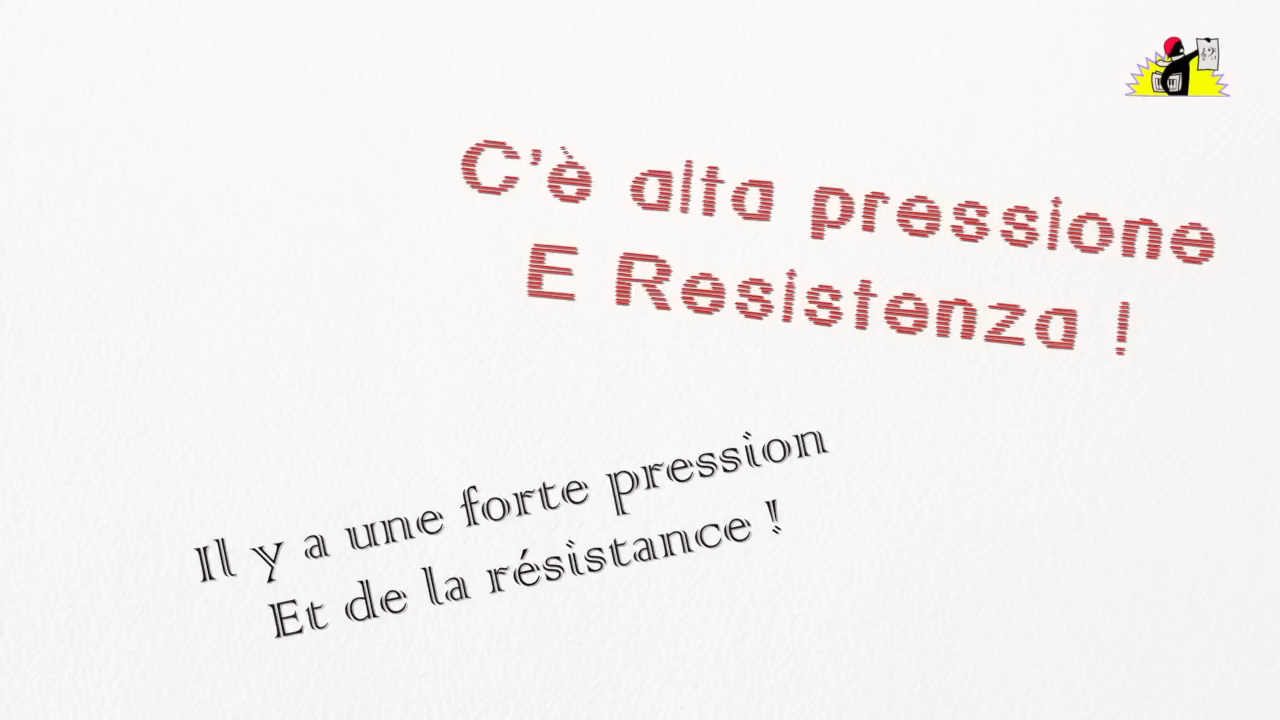 C'è alta pressione
E Resistenza !
Il y a une forte pression
Et de la résistance !